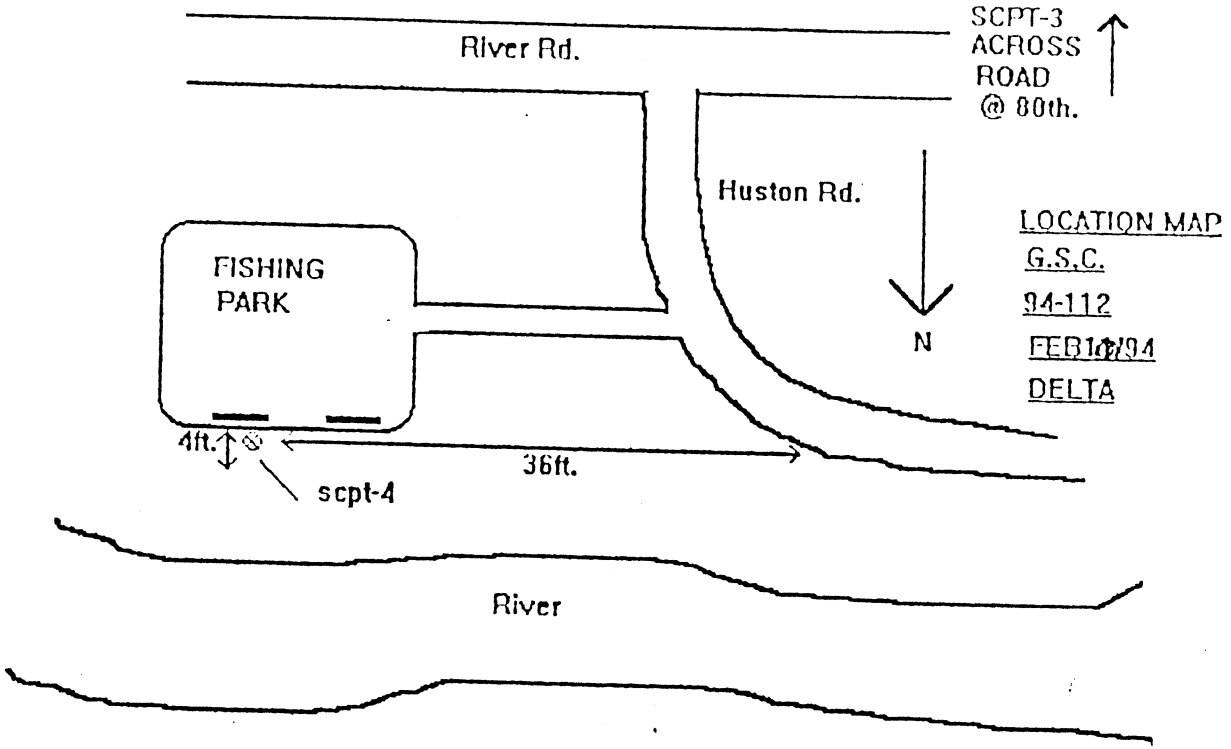 SCPT-3
ACROSS
ROAD
@ 80th.
River Rd.
Huston Rd.
LOCATION MAP
G.S.C.
94-112
N
DELTA
FISHING
PARK
4ft.
36ft.
scpt-4
River